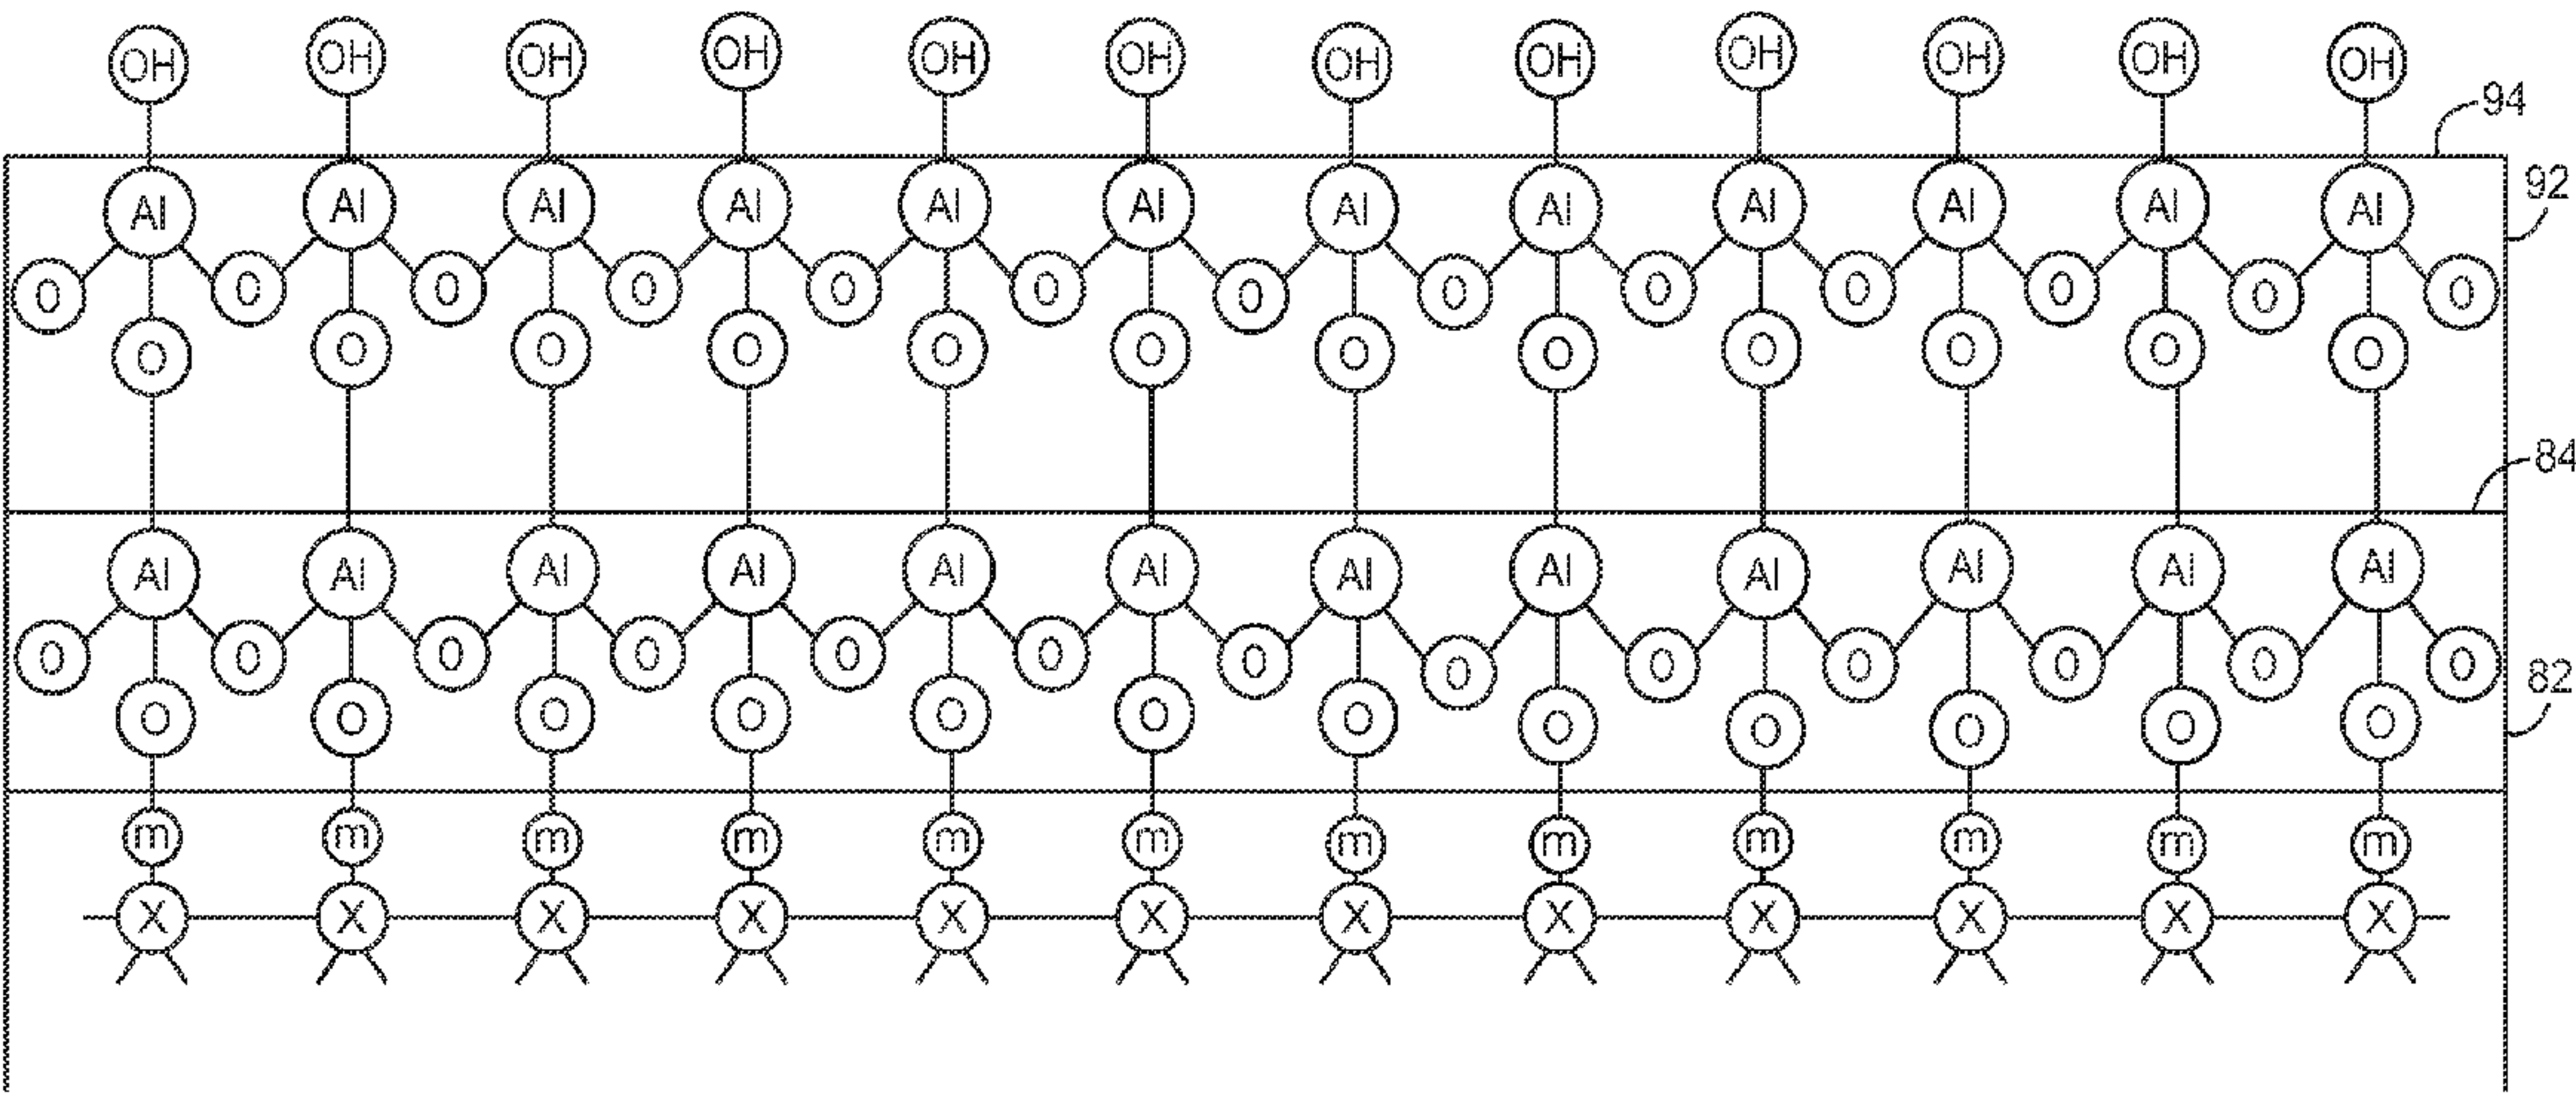 OH OH OH OH OH OH OH OH OH OH OH OH
94
Al Al Al Al Al Al Al Al Al Al Al Al
92
O O O O O O O O O O O O O
O O O O O O O O O O O O
84
Al Al Al Al Al Al Al Al Al Al Al Al
O O O O O O O O O O O O O
82
O O O O O O O O O O O O
m m m m m m m m m m m m
X X X X X X X X X X X X